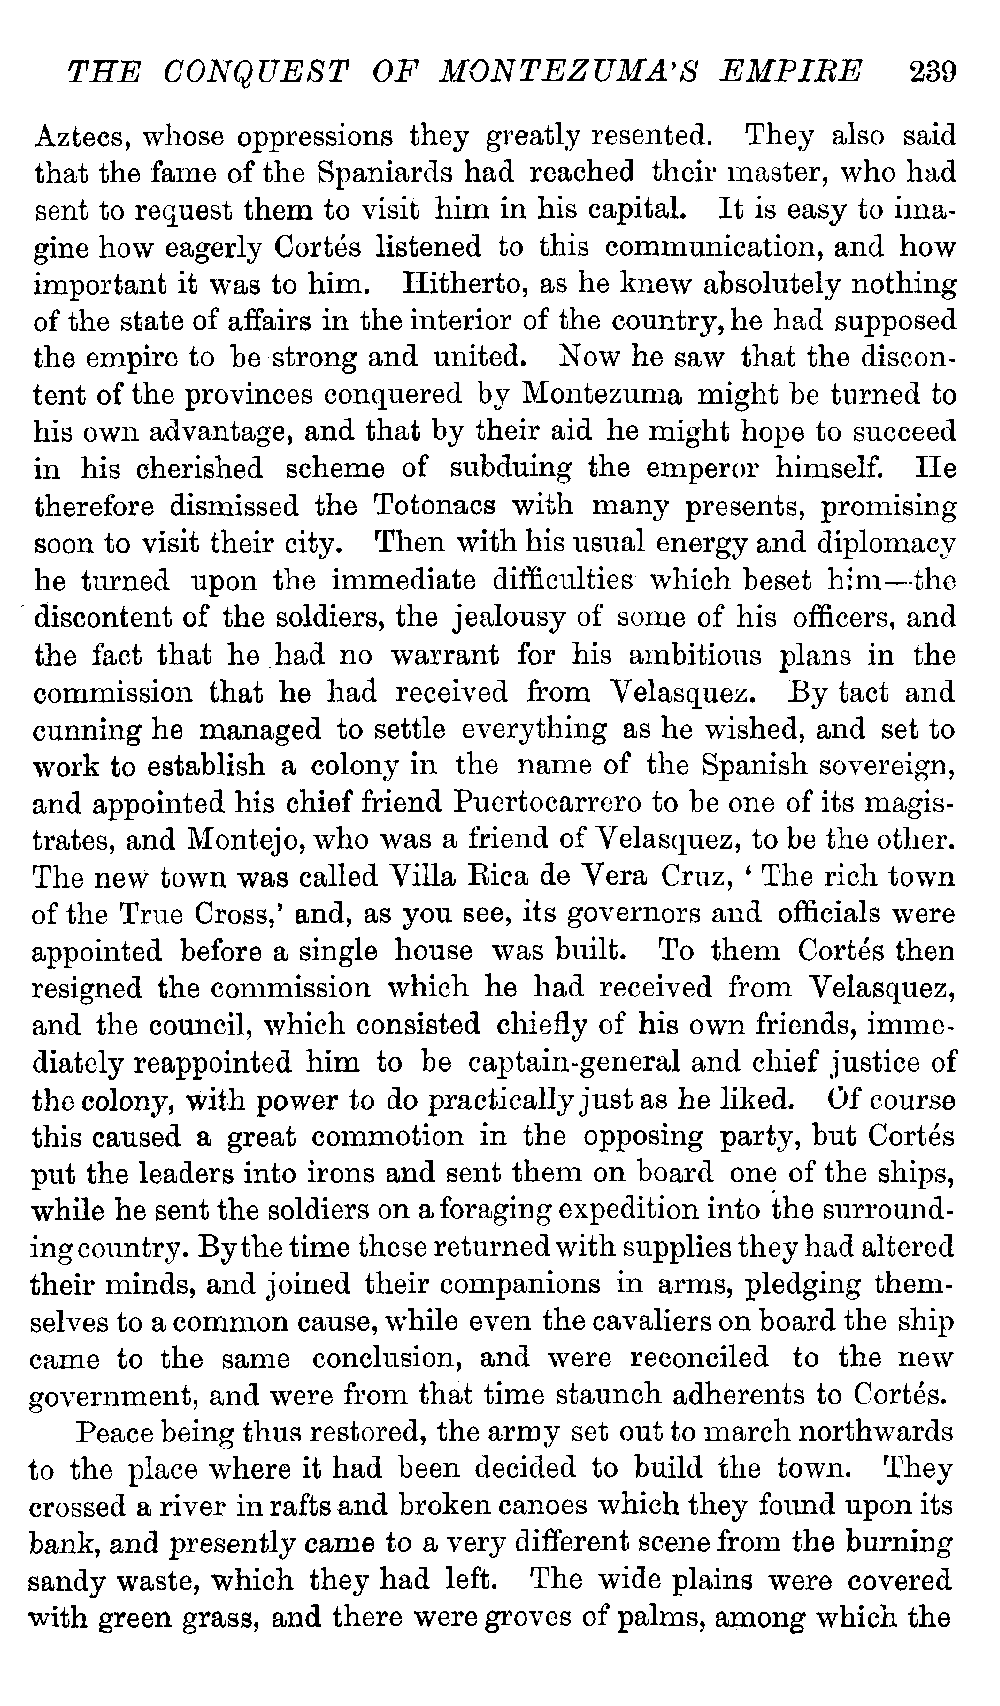 THE CONQUEST OF MONTEZUMA'S EMPIRE 239
Aztecs, whose oppressions they greatly resented. They also said
that the fame of the Spaniards had reached their master, who had
sent to request them to visit him in his capital. It is easy to ima-
gine how eagerly Cortés listened to this communication, and how
important it was to him. Hitherto, as he knew absolutely nothing
of the state of affairs in the interior of the country, he had supposed
the empire to be strong and united. Now he saw that the discon-
tent of the provinces conquered by Montezuma might be turned to
his own advantage, and that by their aid he might hope to succeed
in his cherished scheme of subduing the emperor himself. He
therefore dismissed the Totonacs with many presents, promising
soon to visit their city. Then with his usual energy and diplomacy
he turned upon the immediate difficulties which beset him—the
discontent of the soldiers, the jealousy of some of his officers, and
the fact that he had no warrant for his ambitious plans in the
commission that he had received from Velasquez. By tact and
cunning he managed to settle everything as he wished, and set to
work to establish a colony in the name of the Spanish sovereign,
and appointed his chief friend Puertocarrero to be one of its magis-
trates, and Montejo, who was a friend of Velasquez, to be the other.
The new town was called Villa Rica de Vera Cruz, ‘ The rich town
of the True Cross,’ and, as you see, its governors and officials were
appointed before a single house was built. To them Cortés then
resigned the commission which he had received from Velasquez,
and the council, which consisted chiefly of his own friends, imme-
diately reappointed him to be captain-general and chief justice of
the colony, with power to do practically just as he liked. Of course
this caused a great commotion in the opposing party, but Cortés
put the leaders into irons and sent them on board one of the ships,
while he sent the soldiers on a foraging expedition into the surround-
ing country. By the time these returned with supplies they had altered
their minds, and joined their companions in arms, pledging them-
selves to a common cause, while even the cavaliers on board the ship
came to the same conclusion, and were reconciled to the new
government, and were from that time staunch adherents to Cortés.
Peace being thus restored, the army set out to march northwards
to the place where it had been decided to build the town. They
crossed a river in rafts and broken canoes which they found upon its
bank, and presently came to a very different scene from the burning
sandy waste, which they had left. The wide plains were covered
with green grass, and there were groves of palms, among which the